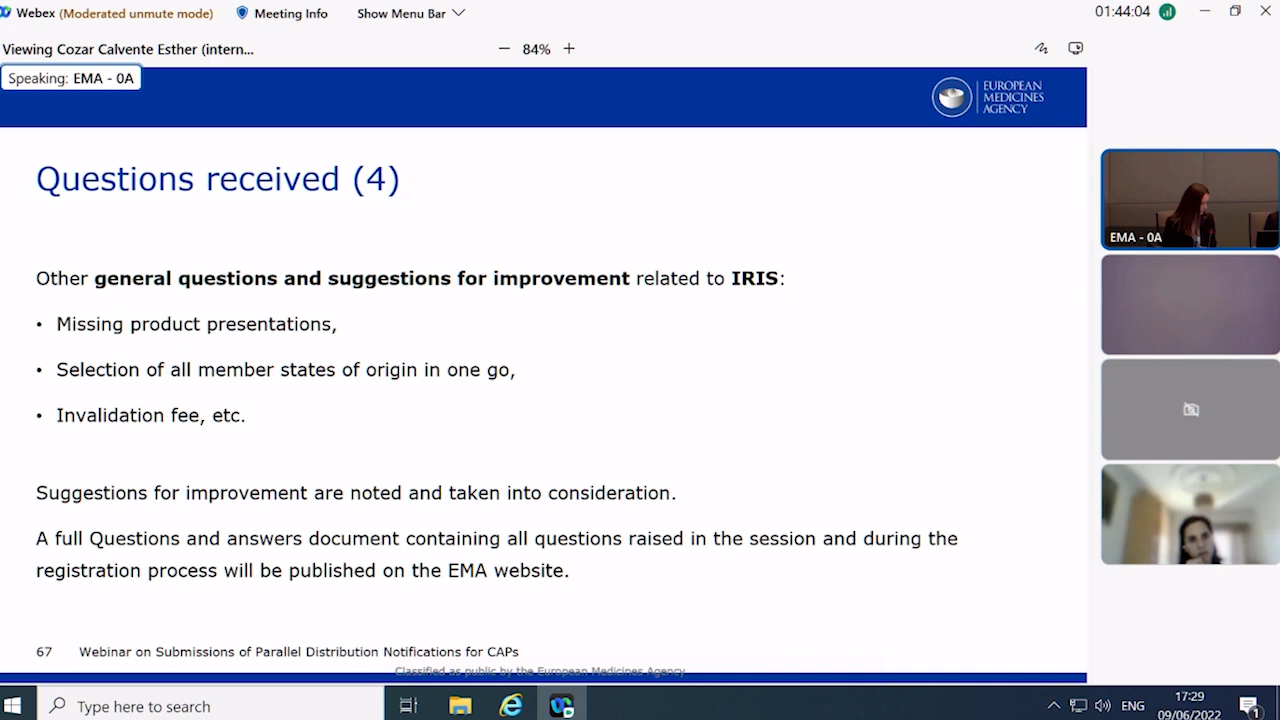 Webex (Moderated unmute mode) Meeting Info Show Menu Bar 01:44:04
Viewing Cozar Calvente Esther (intern... 84%
Speaking: EMA - 0A
EUROPEAN
MEDICINES
AGENCY
Questions received (4)
Other general questions and suggestions for improvement related to IRIS:
• Missing product presentations,
• Selection of all member states of origin in one go,
• Invalidation fee, etc.
Suggestions for improvement are noted and taken into consideration.
A full Questions and answers document containing all questions raised in the session and during the
registration process will be published on the EMA website.
67 Webinar on Submissions of Parallel Distribution Notifications for CAPs
Classified as public by the European Medicines Agency
EMA - 0A
Type here to search
ENG
17:29
09/06/2022
1